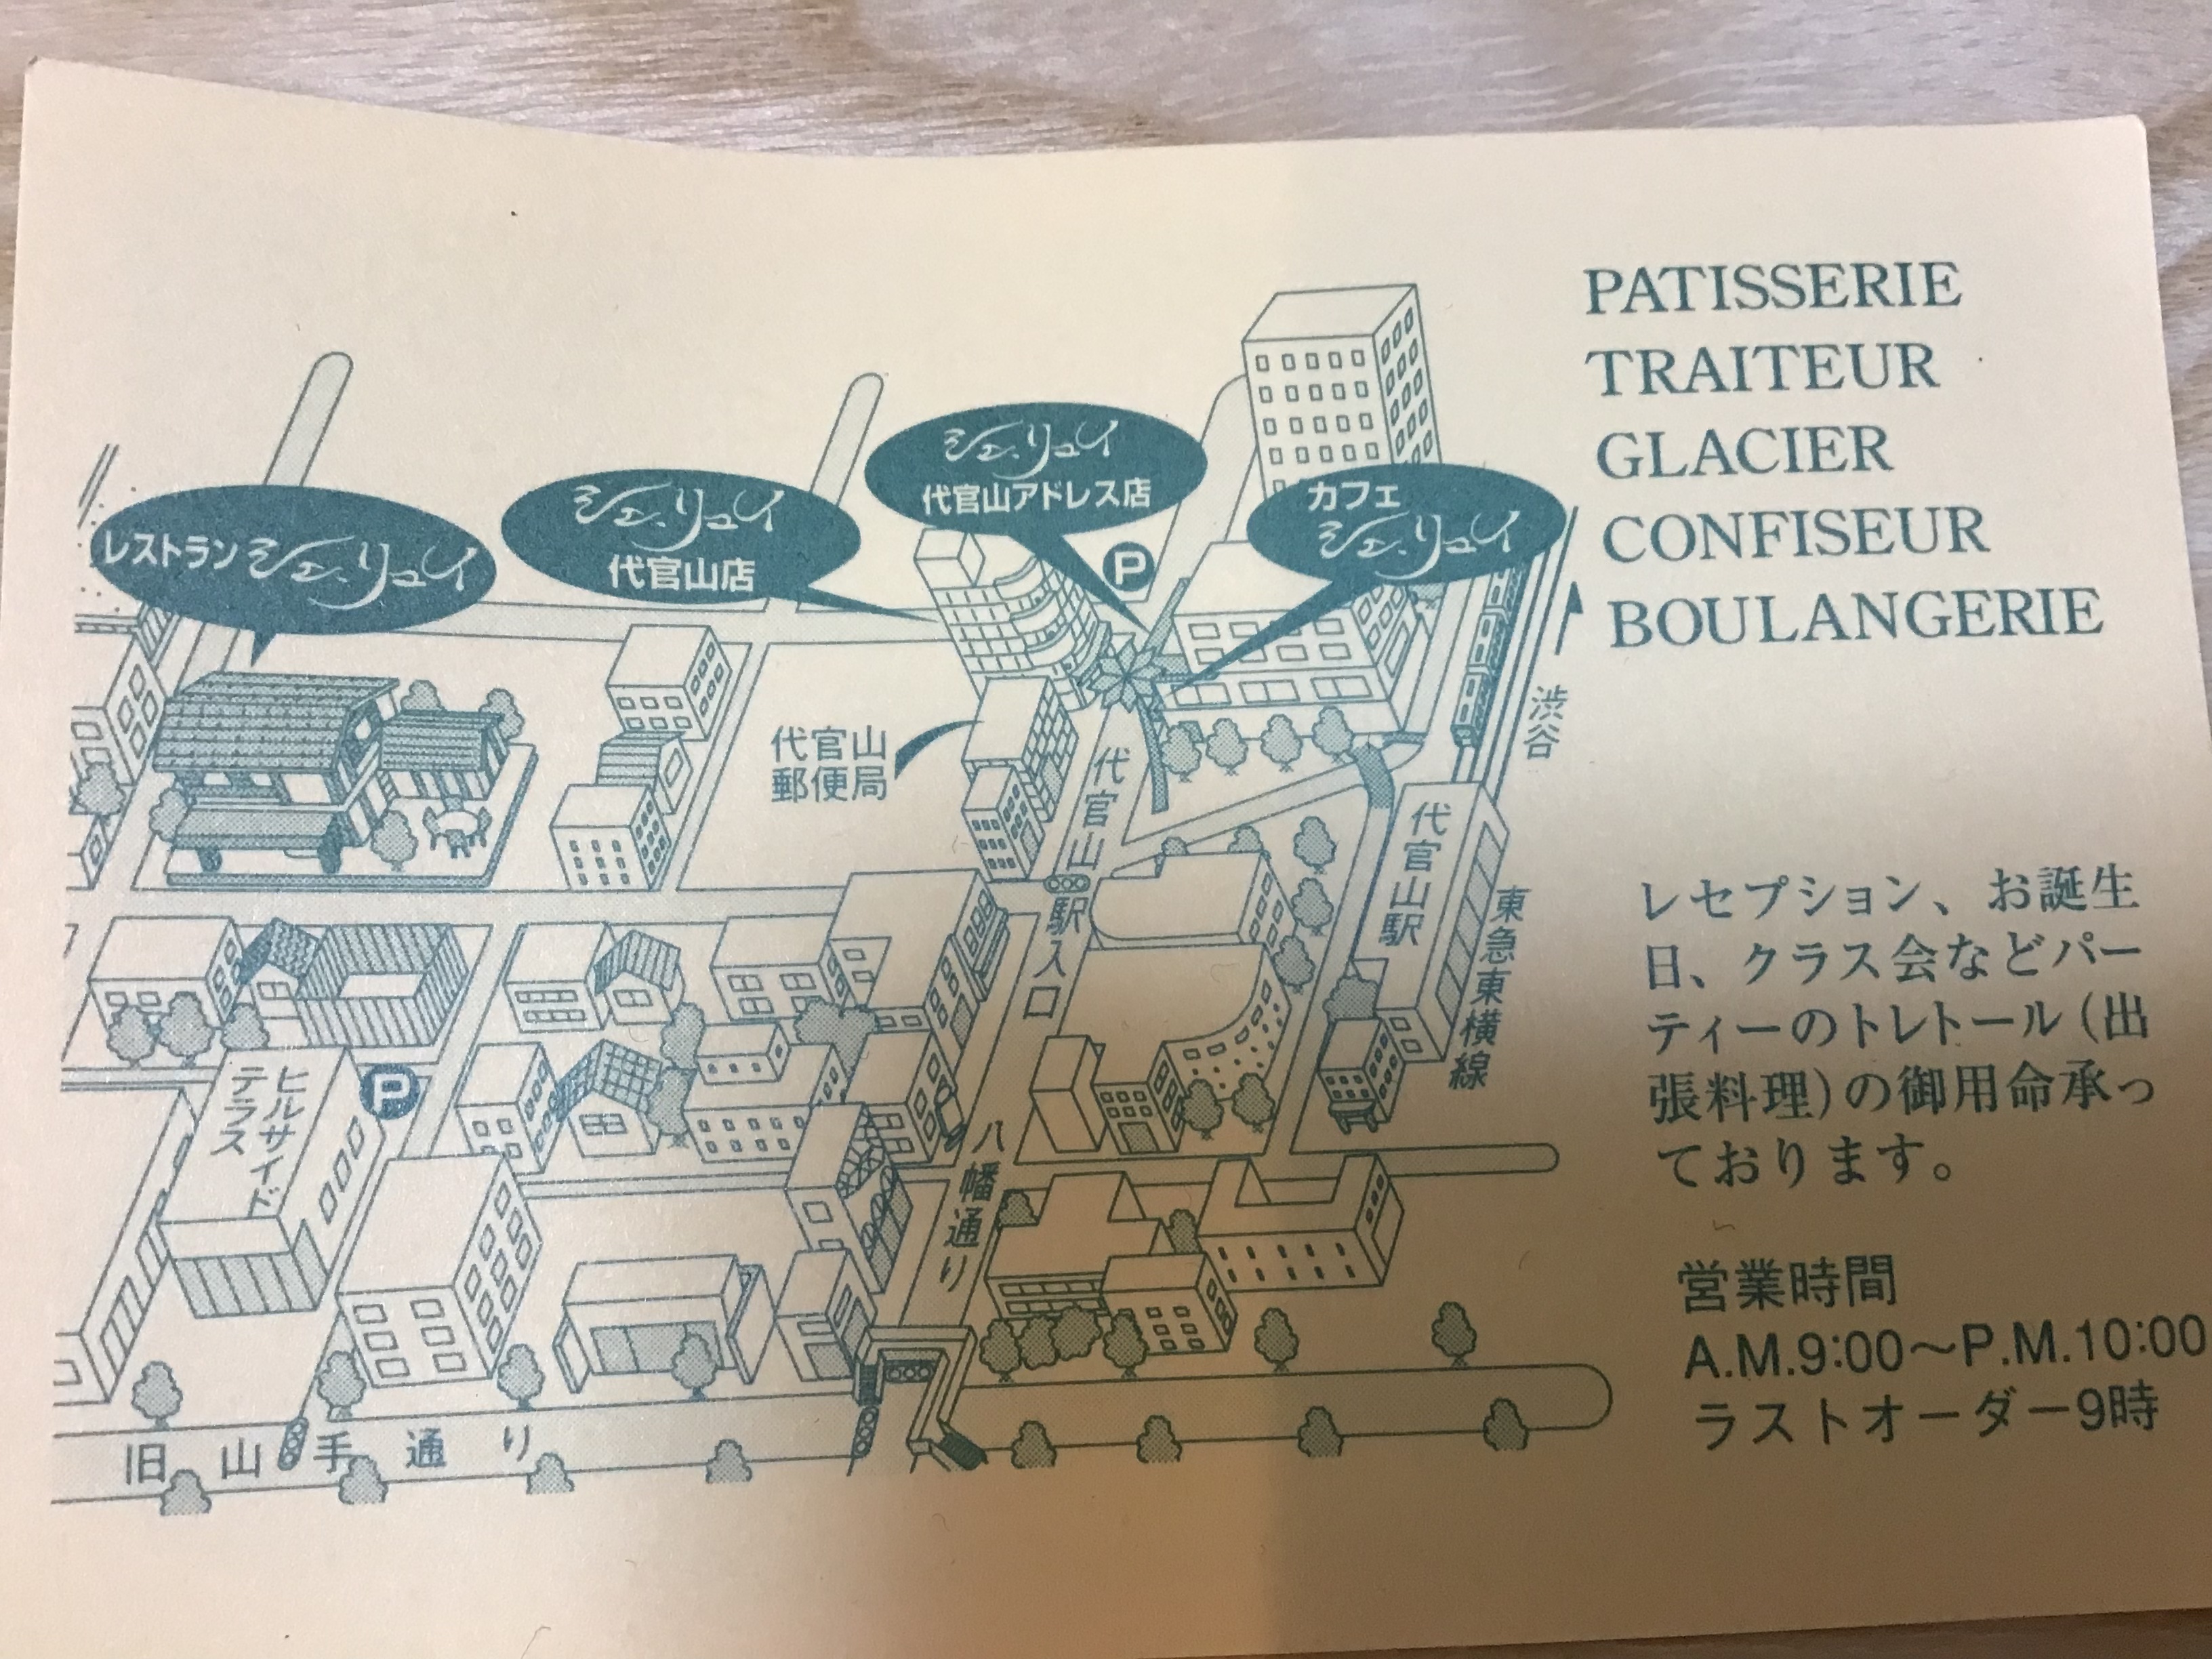 PATISSERIE
TRAITEUR
GLACIER
CONFISEUR
BOULANGERIE
シェ・リュイ
代官山アドレス店
カフェ
シェ・リュイ
シェ・リュイ
代官山店
レストラン シェ・リュイ
P
渋谷
代官山
郵便局
代官山駅入口
代官山駅
東急東横線
ヒルサイド
テラス
P
八幡通り
旧山手通り
レセプション、お誕生
日、クラス会などパー
ティーのトレトール(出
張料理)の御用命承っ
ております。
営業時間
A.M.9:00〜P.M.10:00
ラストオーダー9時